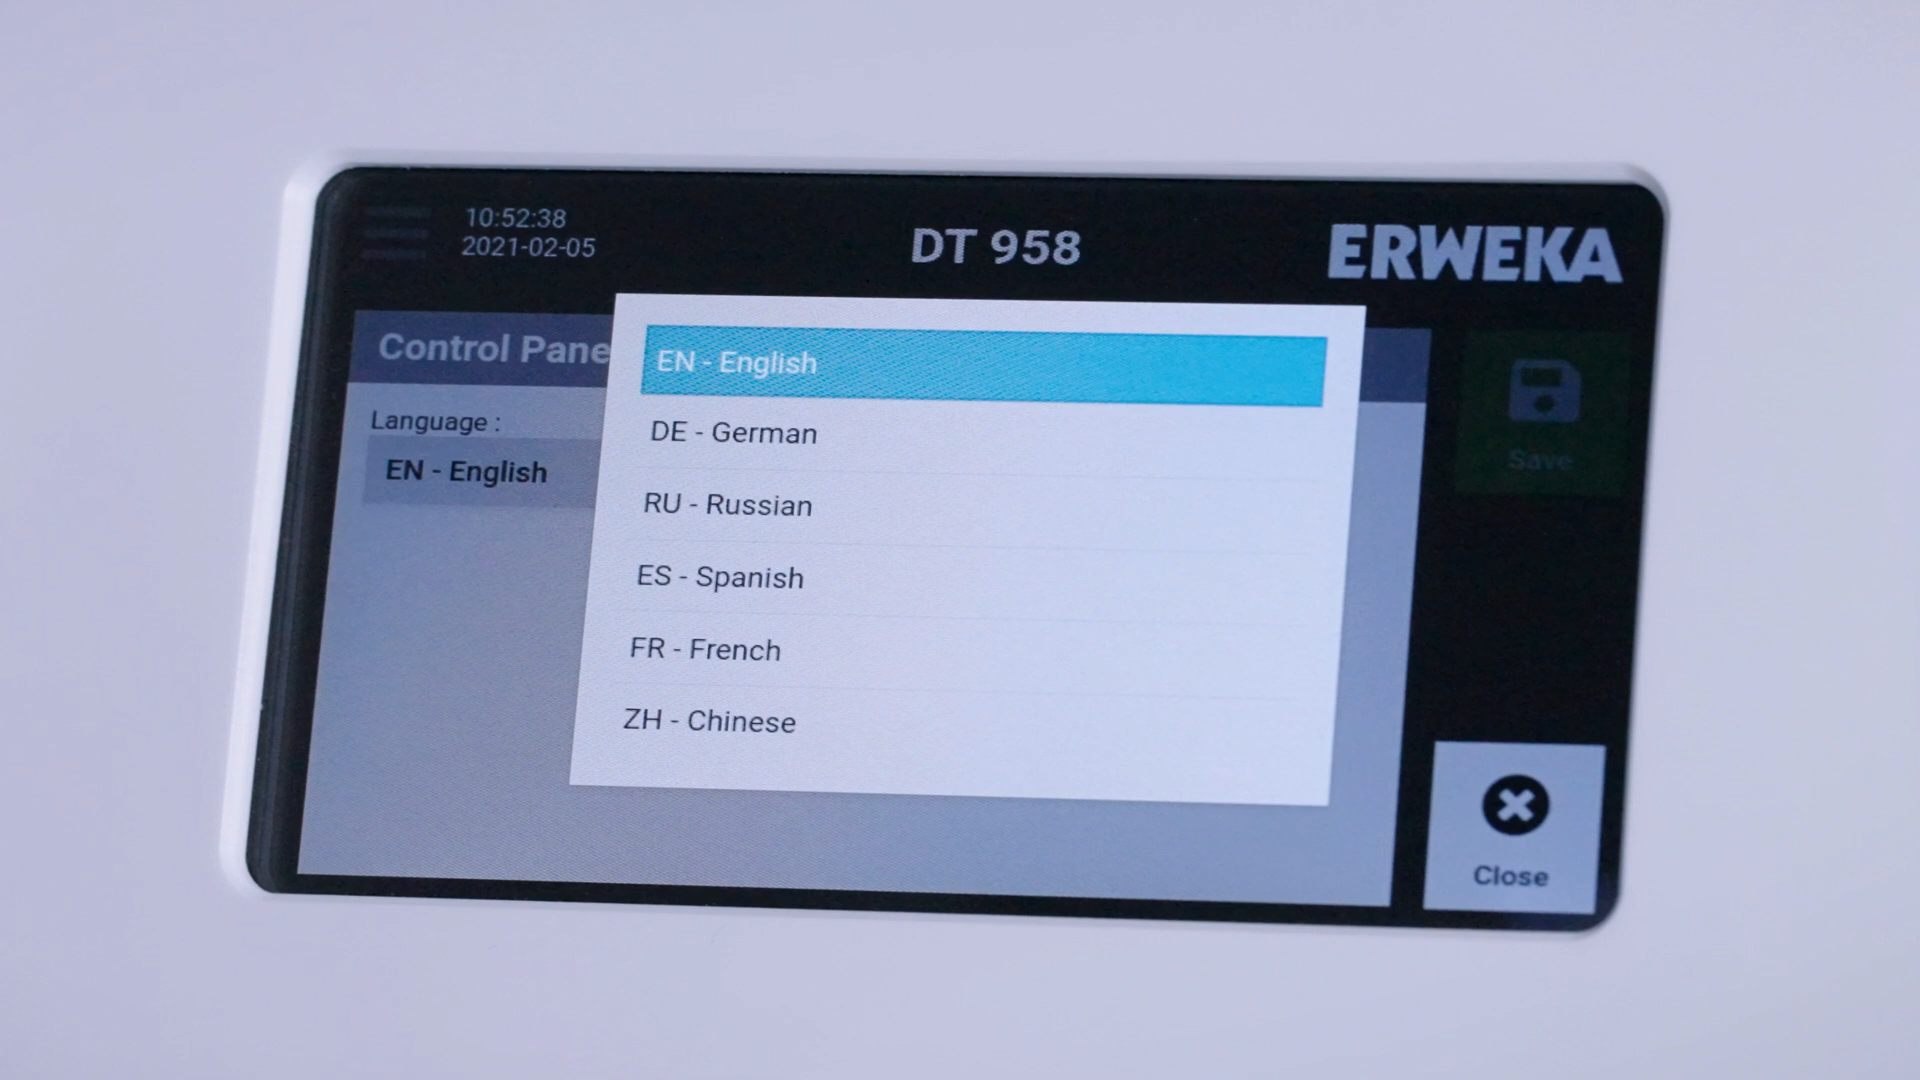 10:52:38
2021-02-05
DT 958
ERWEKA
Control Pane
Language :
EN - English
EN - English
DE - German
RU - Russian
ES - Spanish
FR - French
ZH - Chinese
Save
Close